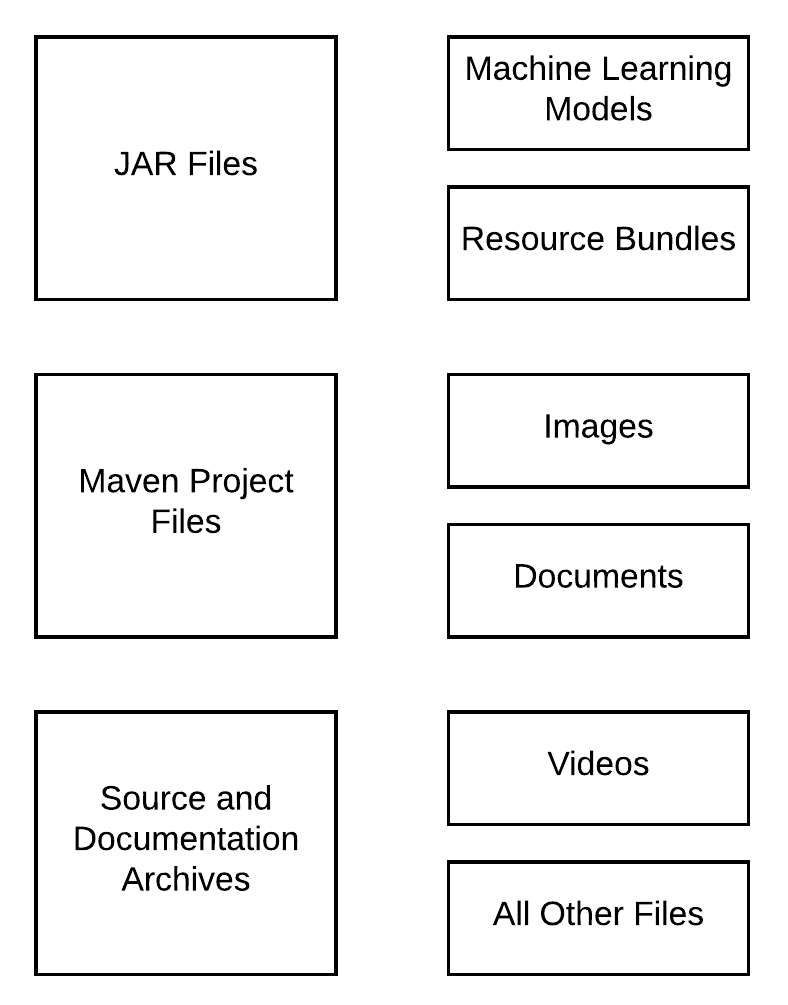 JAR Files
Machine Learning
Models
Resource Bundles
Maven Project
Files
Images
Documents
Source and
Documentation
Archives
Videos
All Other Files